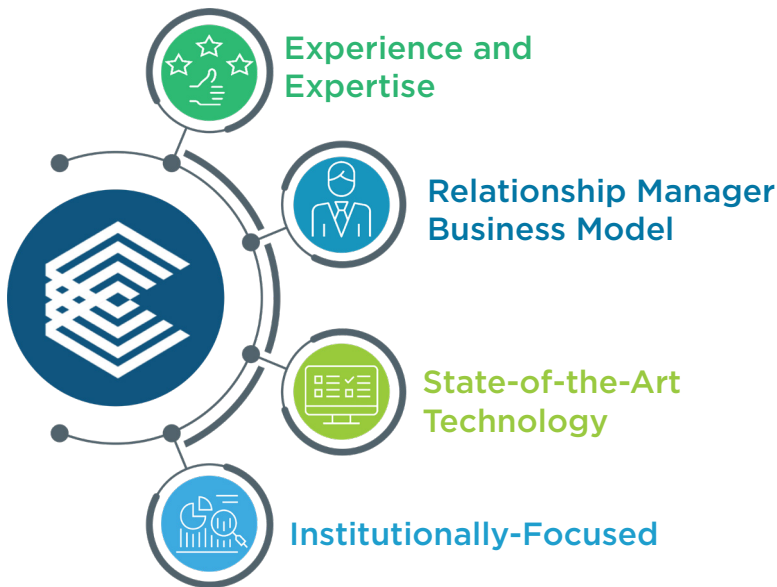 Experience and
Expertise
Relationship Manager
Business Model
State-of-the-Art
Technology
Institutionally-Focused